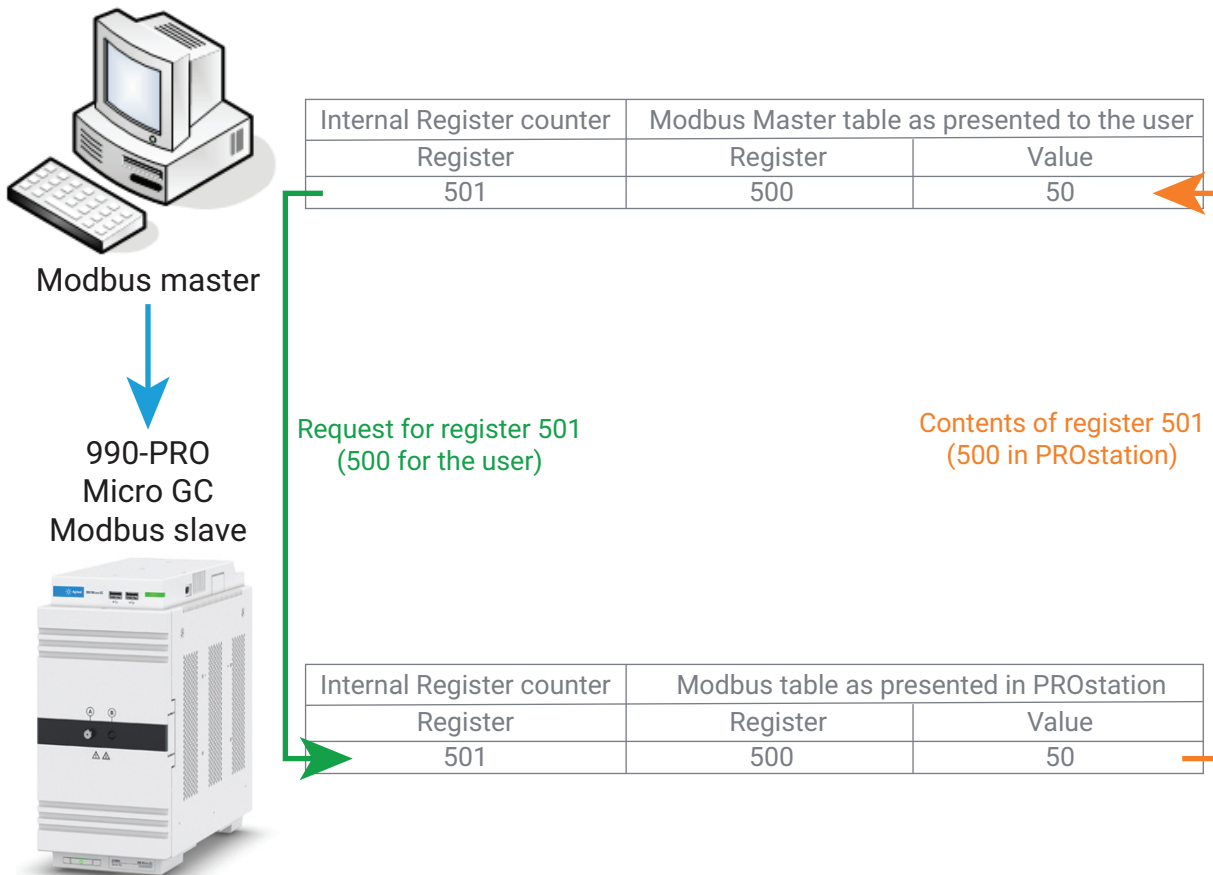 Internal Register counter Modbus Master table as presented to the user
Register Register Value
501 500 50
Modbus master
Request for register 501
(500 for the user)
Contents of register 501
(500 in PROstation)
990-PRO
Micro GC
Modbus slave
Agilent
A B
Internal Register counter Modbus table as presented in PROstation
Register Register Value
501 500 50